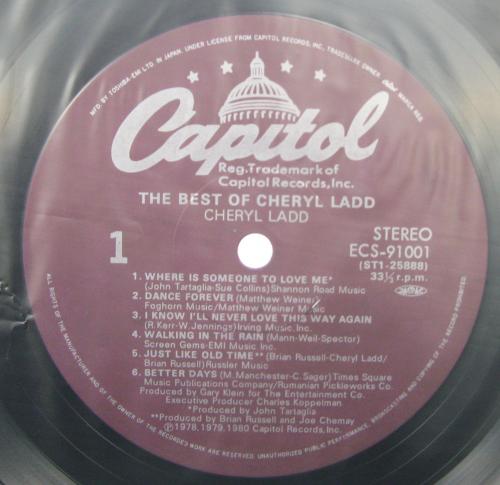 MFD. BY TOSHIBA-EMI LTD. IN JAPAN. UNDER LICENSE FROM CAPITOL RECORDS, INC. TRADEMARK OWNER MARCA REG.
Capitol
Reg. Trademark of
Capitol Records, Inc.
THE BEST OF CHERYL LADD
CHERYL LADD
1
STEREO
ECS-91001
(ST1-25888)
33⅓ r.p.m.
1. WHERE IS SOMEONE TO LOVE ME*
(John Tartaglia-Sue Collins)Shannon Road Music
2. DANCE FOREVER (Matthew Weiner)
Foghorn Music/Matthew Weiner Music
3. I KNOW I'LL NEVER LOVE THIS WAY AGAIN
(R.Kerr-W.Jennings)Irving Music Inc.
4. WALKING IN THE RAIN (Mann-Weil-Spector)
Screen Gems-EMI Music Inc.
5. JUST LIKE OLD TIME** (Brian Russell-Cheryl Ladd/
Brian Russell)Russler Music
6. BETTER DAYS (M.Manchester-C.Sager)Times Square
Music Publications Company/Rumanian Pickleworks Co.
Produced by Gary Klein for The Entertainment Co.
Executive Producer Charles Koppelman
*Produced by John Tartaglia
**Produced by Brian Russell and Joe Chemay
℗1978,1979,1980 Capitol Records,Inc.
ALL RIGHTS OF THE MANUFACTURER AND OF THE OWNER OF THE RECORDED WORK ARE RESERVED. UNAUTHORIZED PUBLIC PERFORMANCE, BROADCASTING AND COPYING OF THE RECORD PROHIBITED.